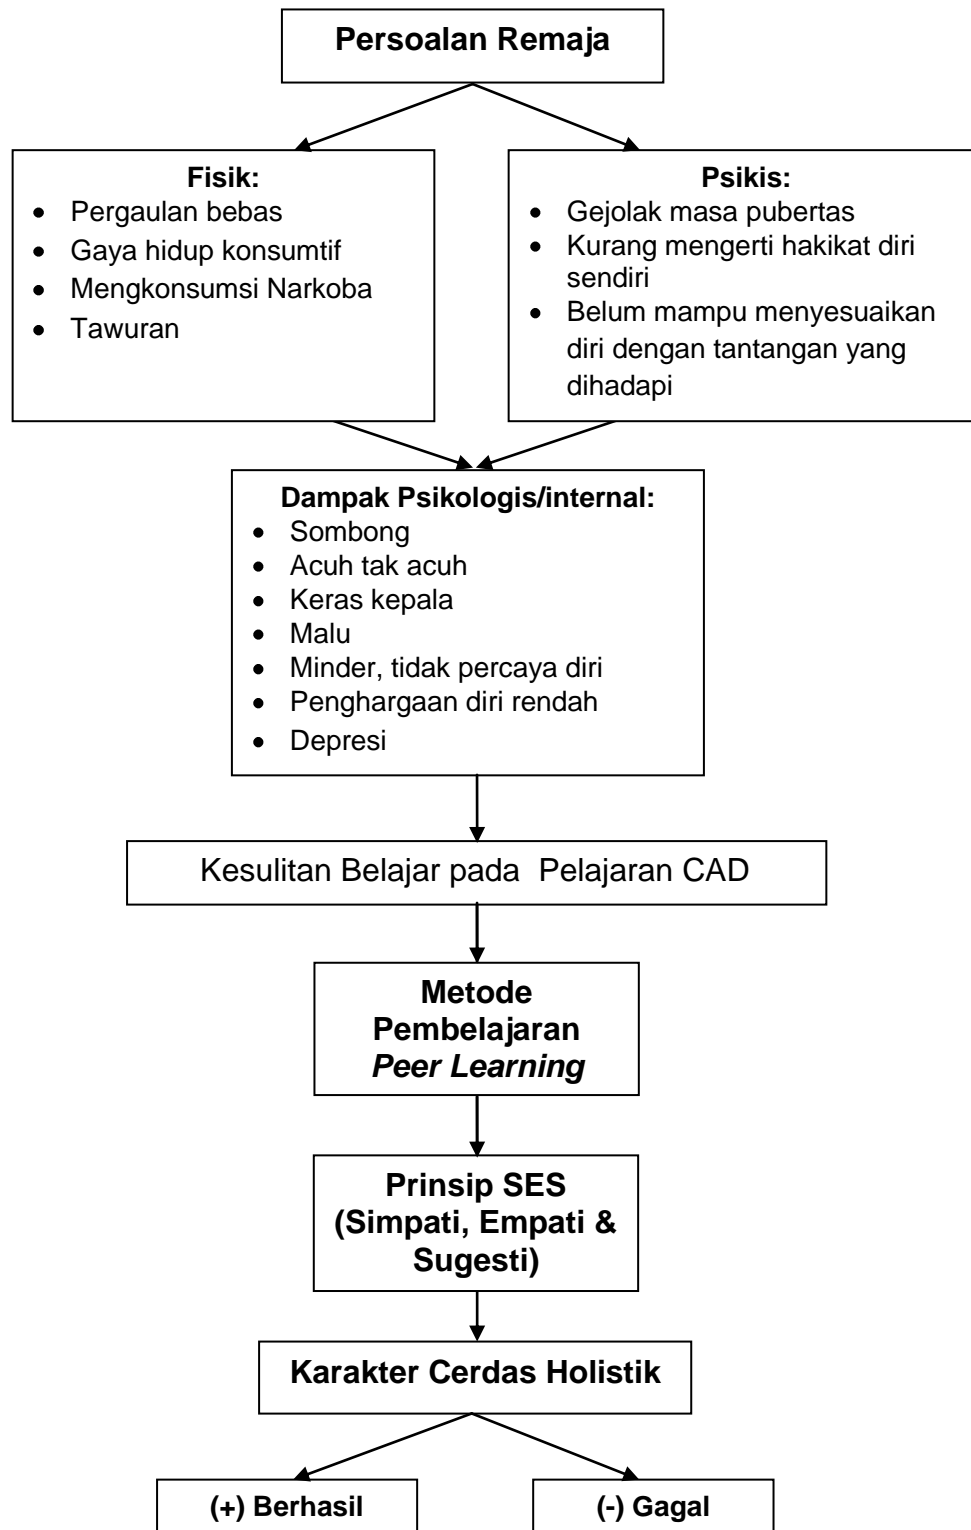 Persoalan Remaja
Fisik:
• Pergaulan bebas
• Gaya hidup konsumtif
• Mengkonsumsi Narkoba
• Tawuran
Psikis:
• Gejolak masa pubertas
• Kurang mengerti hakikat diri
sendiri
• Belum mampu menyesuaikan
diri dengan tantangan yang
dihadapi
Dampak Psikologis/internal:
• Sombong
• Acuh tak acuh
• Keras kepala
• Malu
• Minder, tidak percaya diri
• Penghargaan diri rendah
• Depresi
Kesulitan Belajar pada Pelajaran CAD
Metode
Pembelajaran
Peer Learning
Prinsip SES
(Simpati, Empati &
Sugesti)
Karakter Cerdas Holistik
(+) Berhasil
(-) Gagal